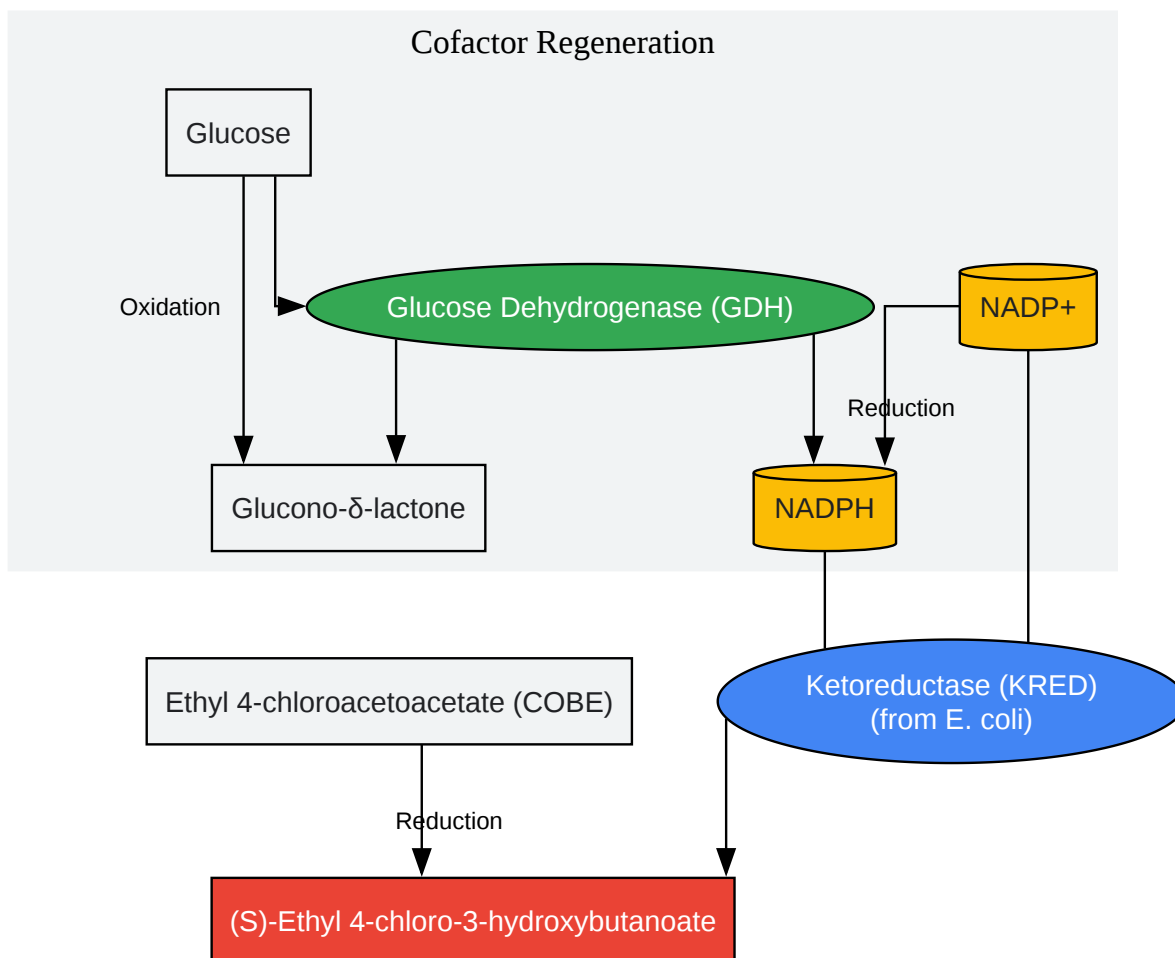 Cofactor Regeneration
Glucose
Oxidation
Glucose Dehydrogenase (GDH)
NADP+
Reduction
Glucono-δ-lactone
NADPH
Ethyl 4-chloroacetoacetate (COBE)
Ketoreductase (KRED)
(from E. coli)
Reduction
(S)-Ethyl 4-chloro-3-hydroxybutanoate